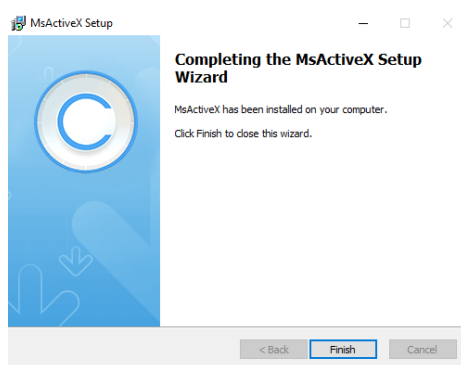 MsActiveX Setup
Completing the MsActiveX Setup
Wizard
MsActiveX has been installed on your computer.
Click Finish to close this wizard.
< Back
Finish
Cancel